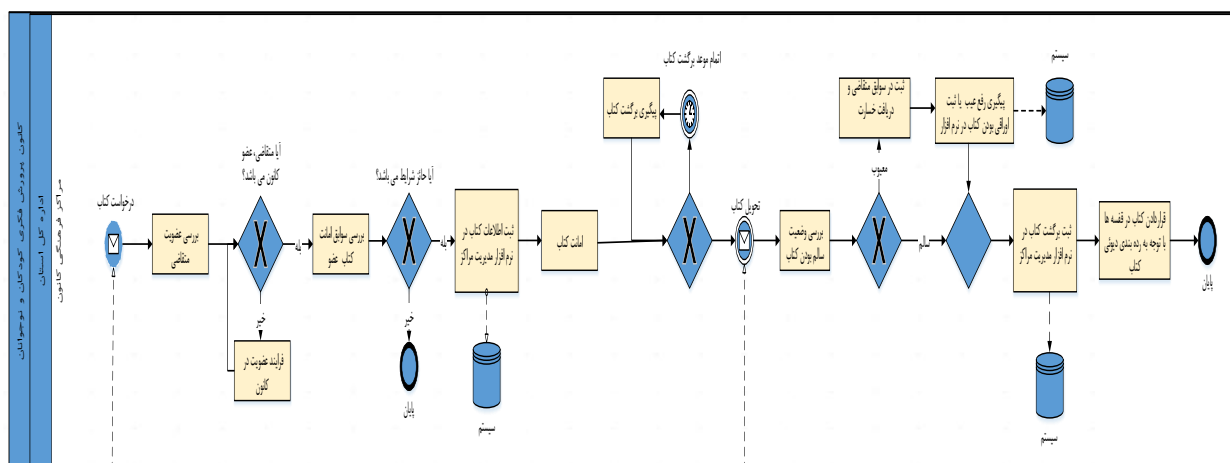 کانون پرورش فکری کودکان و نوجوانان
اداره کل استان
مراکز فرهنگی کانون
درخواست کتاب
بررسی عضویت
متقاضی
آیا متقاضی، عضو
کانون می باشد؟
بله
خیر
فرایند عضویت در
کانون
بررسی سوابق امانت
کتاب عضو
آیا حائز شرایط می باشد؟
بله
خیر
پایان
ثبت اطلاعات کتاب در
نرم افزار مدیریت مراکز
سیستم
امانت کتاب
پیگیری برگشت کتاب
اتمام موعد برگشت کتاب
تحویل کتاب
بررسی وضعیت
سالم بودن کتاب
معیوب
سالم
ثبت در سوابق متقاضی و
دریافت خسارت
پیگیری رفع عیب یا ثبت
اوراقی بودن کتاب در نرم افزار
سیستم
ثبت برگشت کتاب در
نرم افزار مدیریت مراکز
سیستم
قراردادن کتاب در قفسه ها
با توجه به رده بندی دیوئی
کتاب
پایان